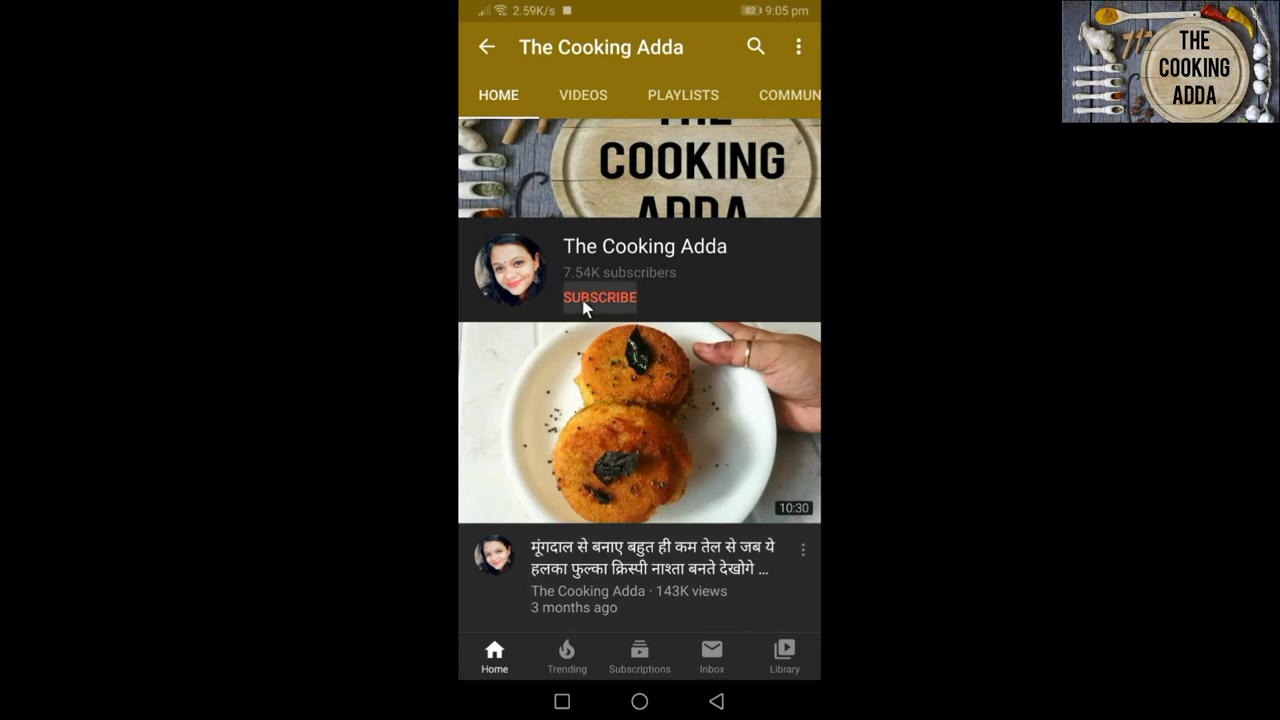 2.59K/s
82 9:05 pm
The Cooking Adda
HOME VIDEOS PLAYLISTS COMMUN
THE
COOKING
ADDA
The Cooking Adda
7.54K subscribers
SUBSCRIBE
10:30
मूंगदाल से बनाए बहुत ही कम तेल से जब ये
हलका फुल्का क्रिस्पी नाश्ता बनते देखोगे ...
The Cooking Adda · 143K views
3 months ago
Home Trending Subscriptions Inbox Library
THE
COOKING
ADDA